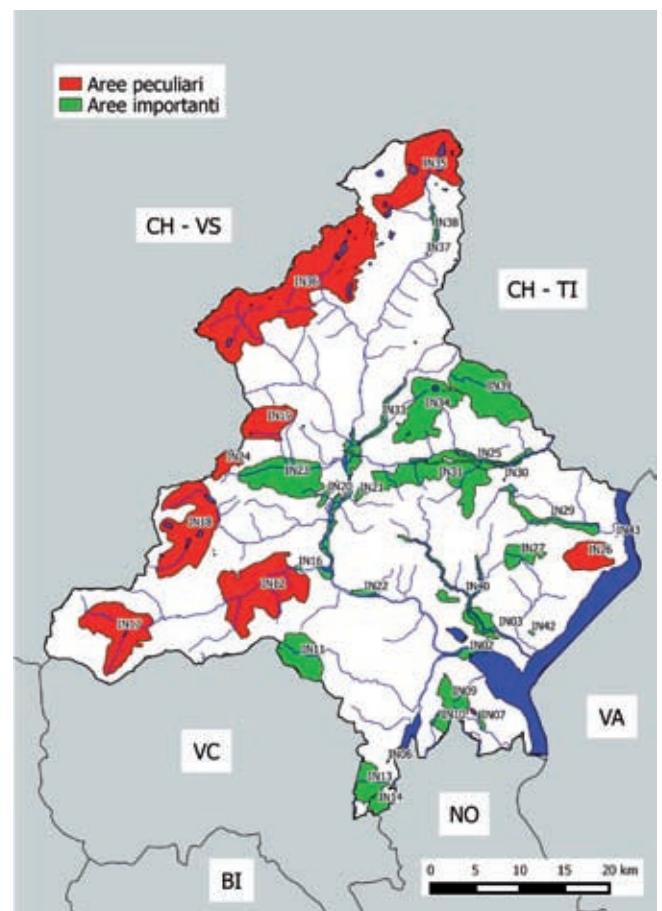 Aree peculiari
Aree importanti
IN35
CH - VS
IN38
IN37
IN36
CH - TI
IN39
IN34
IN33
IN19
IN24
IN23
IN25
IN31
IN30
IN20
IN21
IN18
IN29
IN43
IN26
IN27
IN16
IN12
IN22
IN40
IN03
IN42
IN17
IN11
IN02
IN09
IN10
IN07
VA
VC
IN06
IN13
IN14
NO
BI
0 5 10 15 20 km